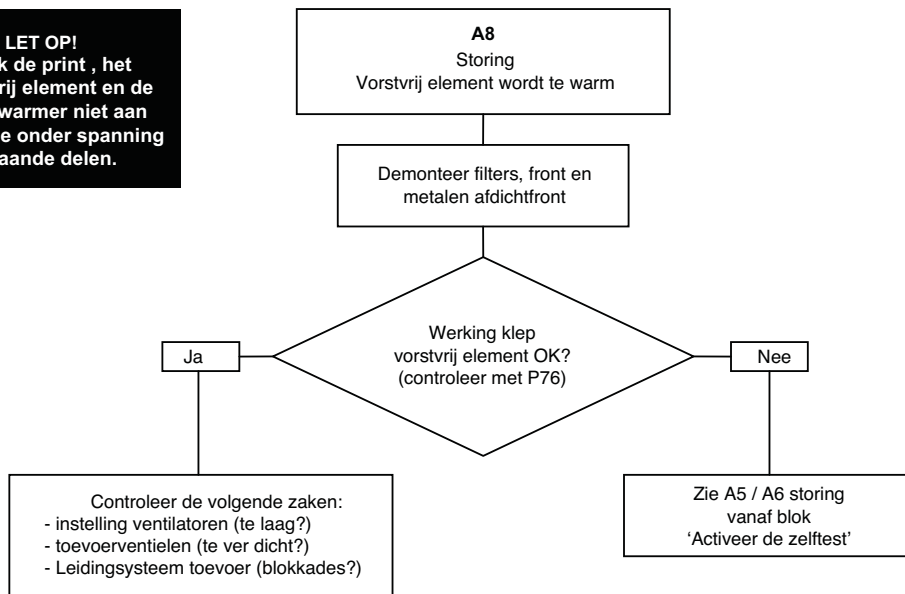 LET OP!
k de print , het
rij element en de
warmer niet aan
e onder spanning
aande delen.
A8
Storing
Vorstvrij element wordt te warm
Demonteer filters, front en
metalen afdichtfront
Werking klep
vorstvrij element OK?
(controleer met P76)
Ja
Nee
Controleer de volgende zaken:
- instelling ventilatoren (te laag?)
- toevoerventielen (te ver dicht?)
- Leidingsysteem toevoer (blokkades?)
Zie A5 / A6 storing
vanaf blok
‘Activeer de zelftest’